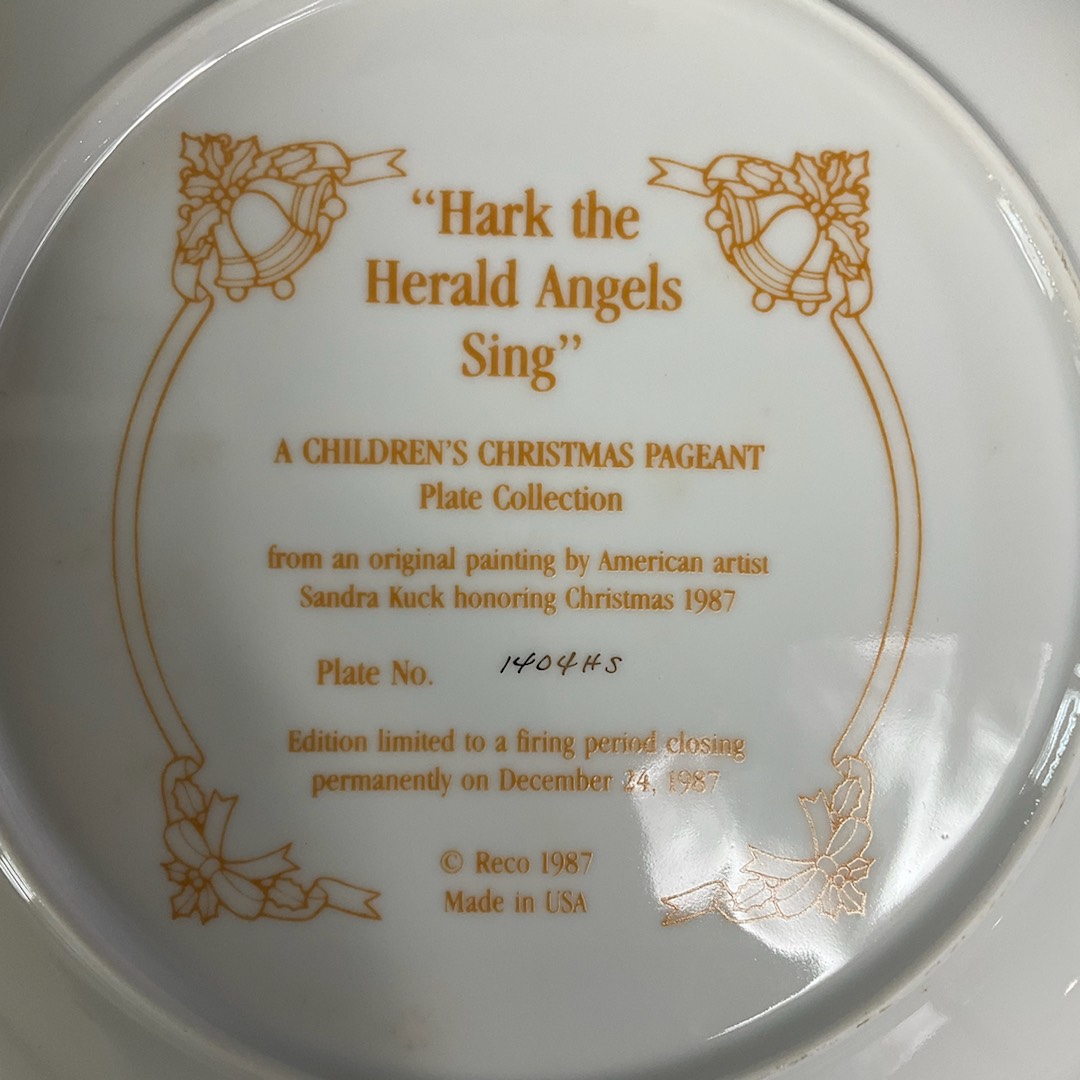 “Hark the
Herald Angels
Sing”
A CHILDREN'S CHRISTMAS PAGEANT
Plate Collection
from an original painting by American artist
Sandra Kuck honoring Christmas 1987
Plate No. 1404HS
Edition limited to a firing period closing
permanently on December 24, 1987
© Reco 1987
Made in USA